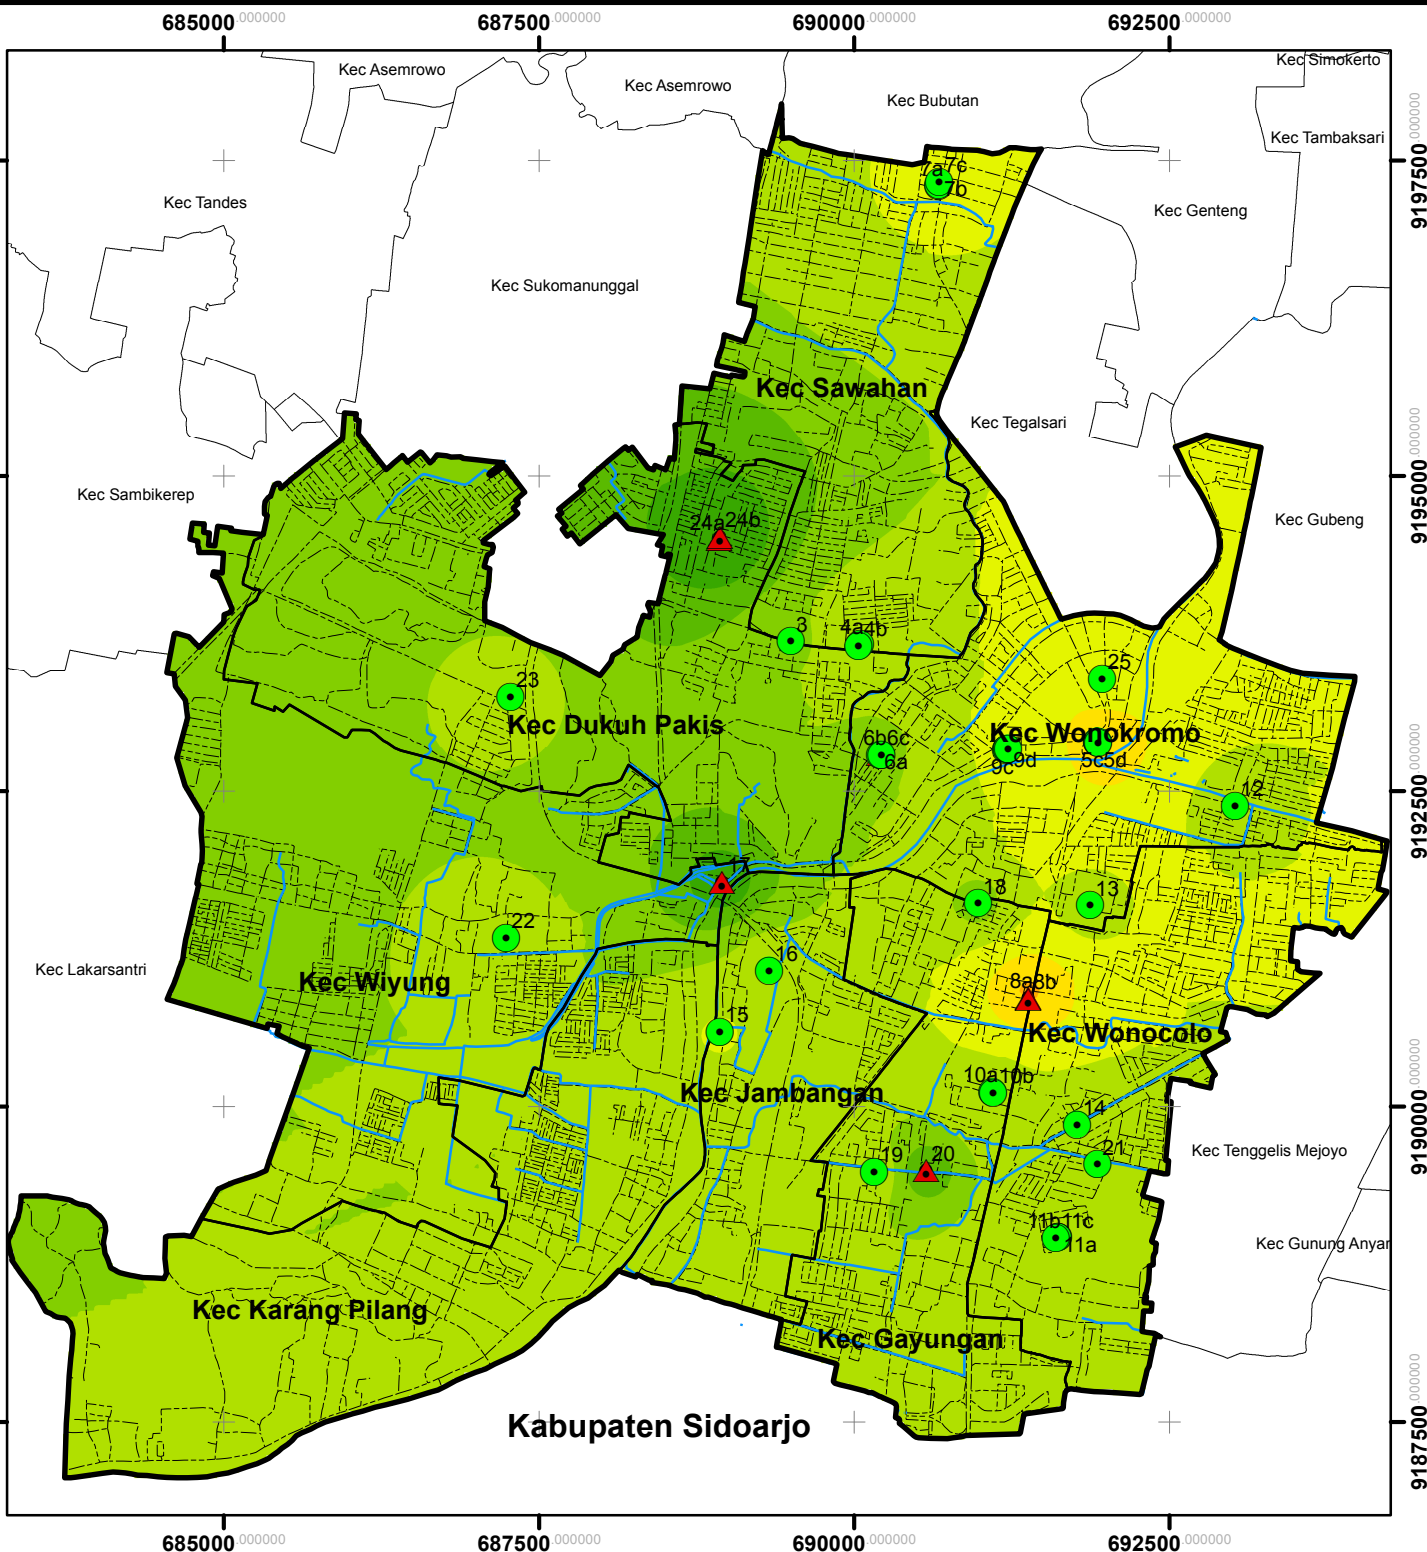 685000.000000 687500.000000 690000.000000 692500.000000
Kec Simokerto
Kec Asemrowo
Kec Asemrowo
Kec Bubutan
9197500.000000
Kec Tambaksari
7a7c
7b
Kec Tandes
Kec Genteng
Kec Sukomanunggal
Kec Sawahan
Kec Tegalsari
9195000.000000
Kec Sambikerep
Kec Gubeng
24a24b
3
4a4b
25
23
Kec Dukuh Pakis
Kec Wonokromo
6b6c
6a
9c9d
5c5d
12
9192500.000000
17
18
13
22
16
Kec Lakarsantri
Kec Wiyung
8a8b
15
Kec Wonocolo
10a10b
Kec Jambangan
14
9190000.000000
19
20
21
Kec Tenggelis Mejoyo
11b11c
11a
Kec Gunung Anyar
Kec Karang Pilang
Kec Gayungan
Kabupaten Sidoarjo
9187500.000000
685000.000000 687500.000000 690000.000000 692500.000000